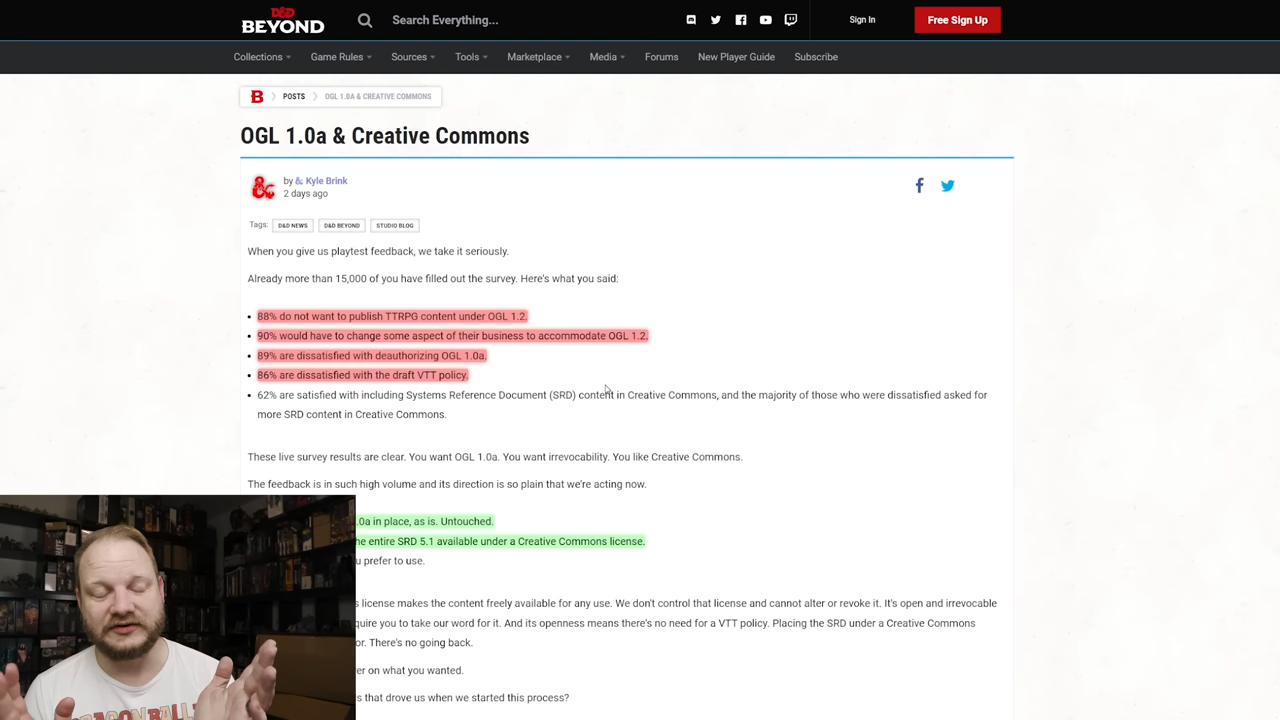 D&D
BEYOND
Search Everything...
Sign In
Free Sign Up
Collections
Game Rules
Sources
Tools
Marketplace
Media
Forums
New Player Guide
Subscribe
B
POSTS
OGL 1.0A & CREATIVE COMMONS
OGL 1.0a & Creative Commons
by & Kyle Brink
2 days ago
Tags:
D&D NEWS
D&D BEYOND
STUDIO BLOG
When you give us playtest feedback, we take it seriously.
Already more than 15,000 of you have filled out the survey. Here's what you said:
• 88% do not want to publish TTRPG content under OGL 1.2.
• 90% would have to change some aspect of their business to accommodate OGL 1.2.
• 89% are dissatisfied with deauthorizing OGL 1.0a.
• 86% are dissatisfied with the draft VTT policy.
• 62% are satisfied with including Systems Reference Document (SRD) content in Creative Commons, and the majority of those who were dissatisfied asked for
more SRD content in Creative Commons.
These live survey results are clear. You want OGL 1.0a. You want irrevocability. You like Creative Commons.
The feedback is in such high volume and its direction is so plain that we're acting now.
.0a in place, as is. Untouched.
entire SRD 5.1 available under a Creative Commons license.
prefer to use.
license makes the content freely available for any use. We don't control that license and cannot alter or revoke it. It's open and irrevocable
you to take our word for it. And its openness means there's no need for a VTT policy. Placing the SRD under a Creative Commons
There's no going back.
on what you wanted.
that drove us when we started this process?
DRAGONBALL